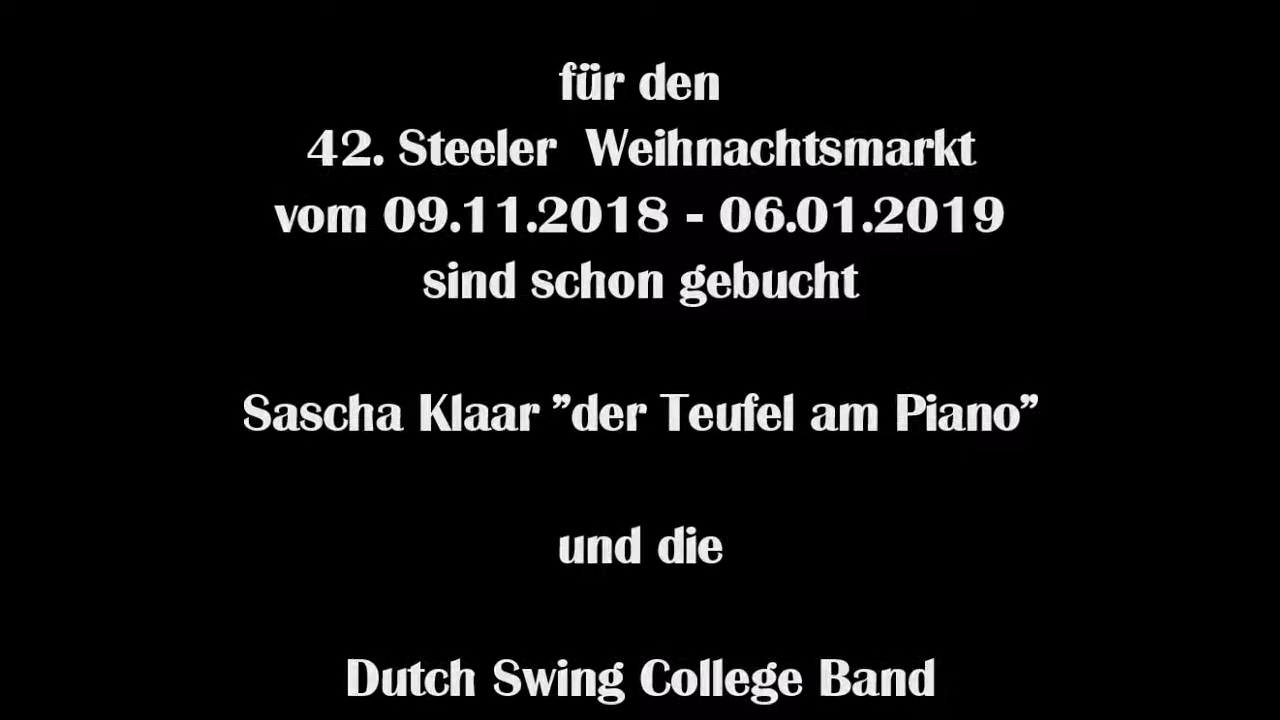 für den
42. Steeler Weihnachtsmarkt
vom 09.11.2018 - 06.01.2019
sind schon gebucht
Sascha Klaar ”der Teufel am Piano”
und die
Dutch Swing College Band